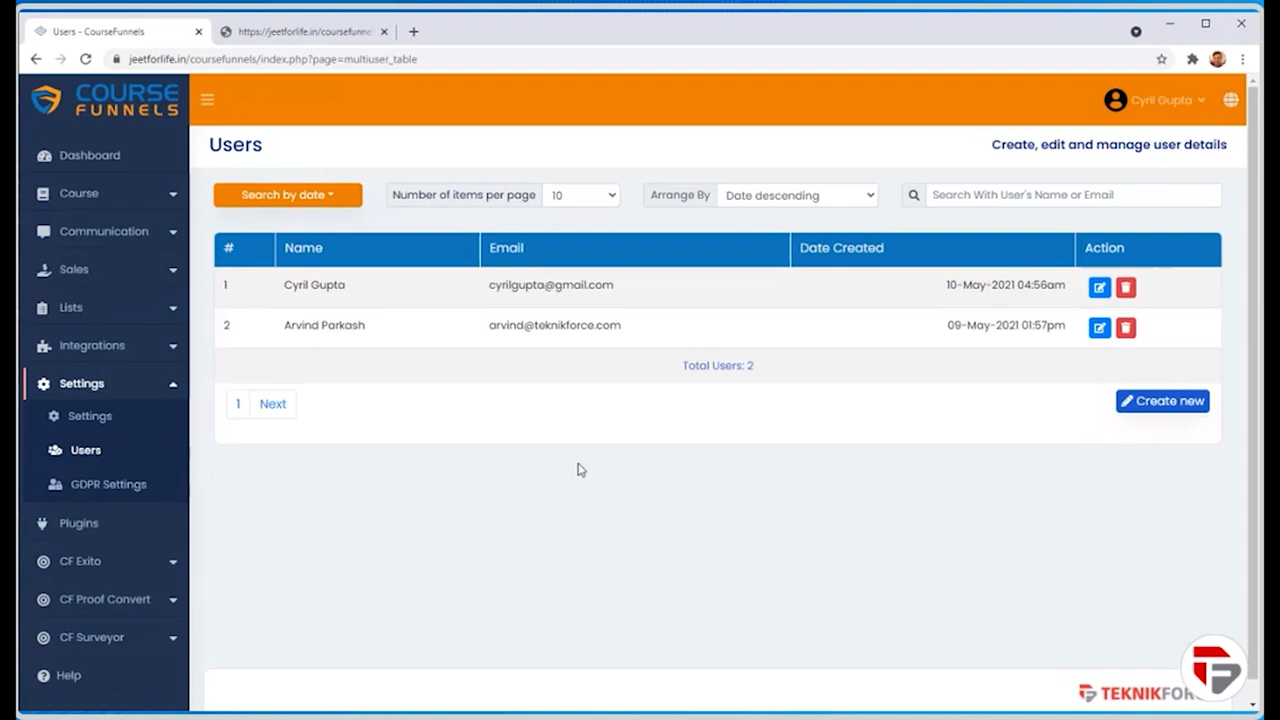 Users - CourseFunnels
https://jeetforlife.in/coursefunne
jeetforlife.in/coursefunnels/index.php?page=multiuser_table
COURSE
FUNNELS
Cyril Gupta
Dashboard
Course
Communication
Sales
Lists
Integrations
Settings
Settings
Users
GDPR Settings
Plugins
CF Exito
CF Proof Convert
CF Surveyor
Help
Users
Create, edit and manage user details
Search by date
Number of items per page 10
Arrange By Date descending
Search With User's Name or Email
# Name Email Date Created Action
1 Cyril Gupta cyrilgupta@gmail.com 10-May-2021 04:56am
2 Arvind Parkash arvind@teknikforce.com 09-May-2021 01:57pm
Total Users: 2
1 Next
Create new
TEKNIKFOR